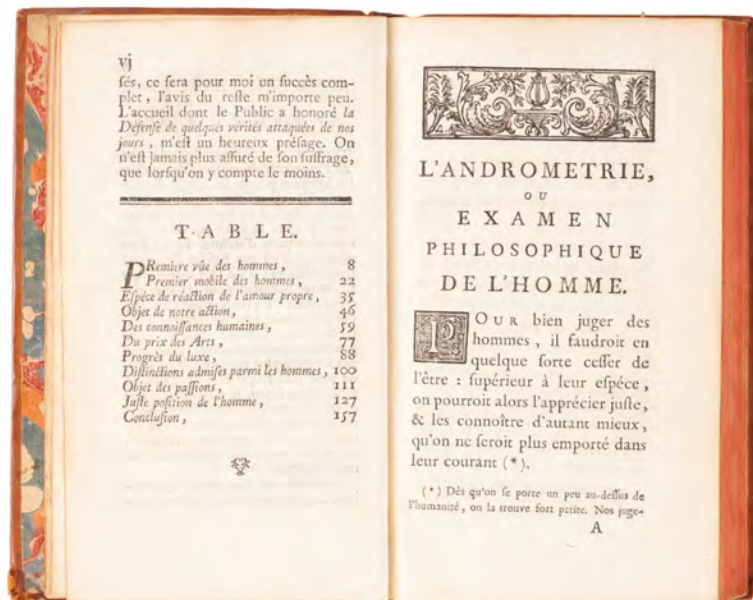 vj
sés, ce sera pour moi un succès com-
plet, l'avis du reste m'importe peu.
L'accueil dont le Public a honoré la
Défense de quelques vérités attaquées de nos
jours, m'est un heureux présage. On
n'est jamais plus assuré de son suffrage,
que lorsqu'on y compte le moins.
TABLE.
PRemiere vûe des hommes, 8
Premier mobile des hommes, 22
Espéce de réaction de l'amour propre, 35
Objet de notre action, 46
Des connoissances humaines, 59
Du prix des Arts, 77
Progrès du luxe, 88
Distinctions admises parmi les hommes, 100
Objet des passions, 111
Juste position de l'homme, 127
Conclusion, 157
L'ANDROMETRIE,
OU
EXAMEN
PHILOSOPHIQUE
DE L'HOMME.
POUR bien juger des
hommes, il faudroit en
quelque sorte cesser de
l'être : supérieur à leur espéce,
on pourroit alors l'apprécier juste,
& les connoître d'autant mieux,
qu'on ne seroit plus emporté dans
leur courant (*).
(*) Dès qu'on se porte un peu au-dessus de
l'humanité, on la trouve fort petite. Nos juge-
A